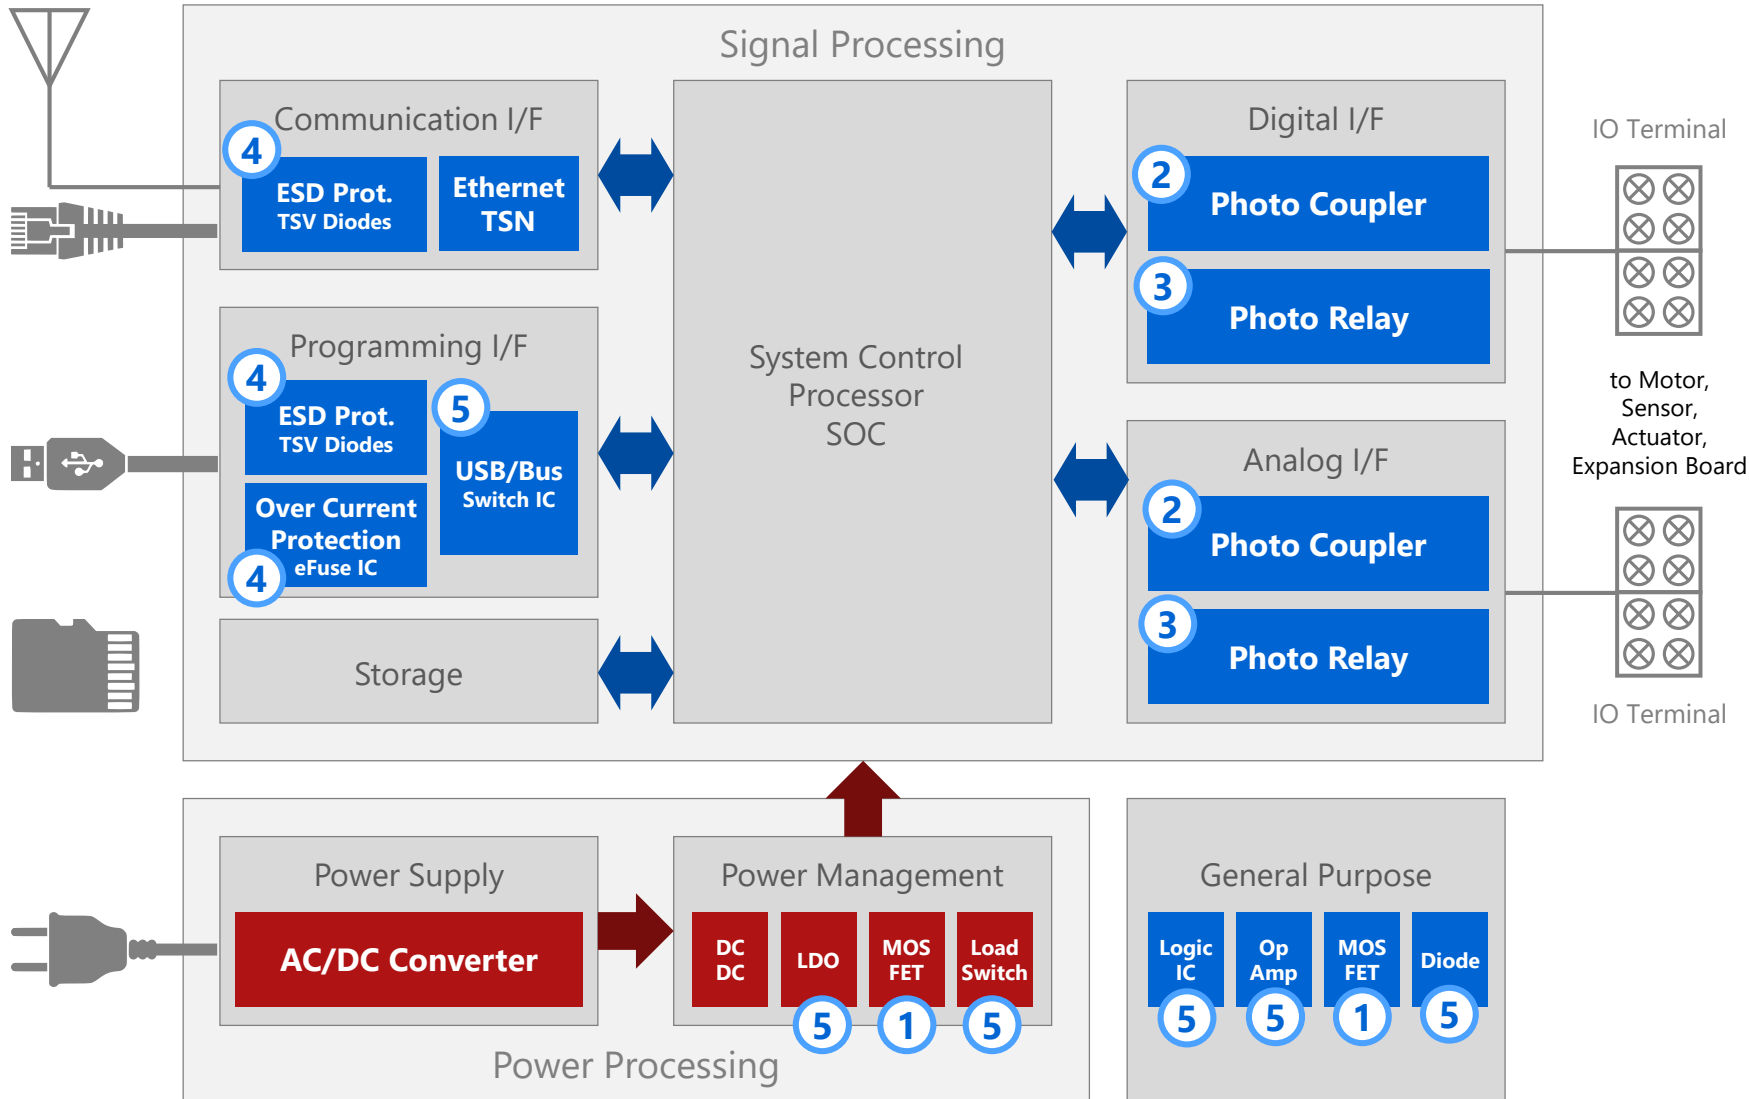 Signal Processing
Communication I/F
4
ESD Prot.
TSV Diodes
Ethernet
TSN
Programming I/F
4
ESD Prot.
TSV Diodes
5
USB/Bus
Switch IC
Over Current
Protection
eFuse IC
4
Storage
System Control
Processor
SOC
Digital I/F
2
Photo Coupler
3
Photo Relay
Analog I/F
2
Photo Coupler
3
Photo Relay
IO Terminal
to Motor,
Sensor,
Actuator,
Expansion Board
IO Terminal
Power Supply
AC/DC Converter
Power Management
DC
DC
LDO
5
MOS
FET
1
Load
Switch
5
Power Processing
General Purpose
Logic
IC
5
Op
Amp
5
MOS
FET
1
Diode
5